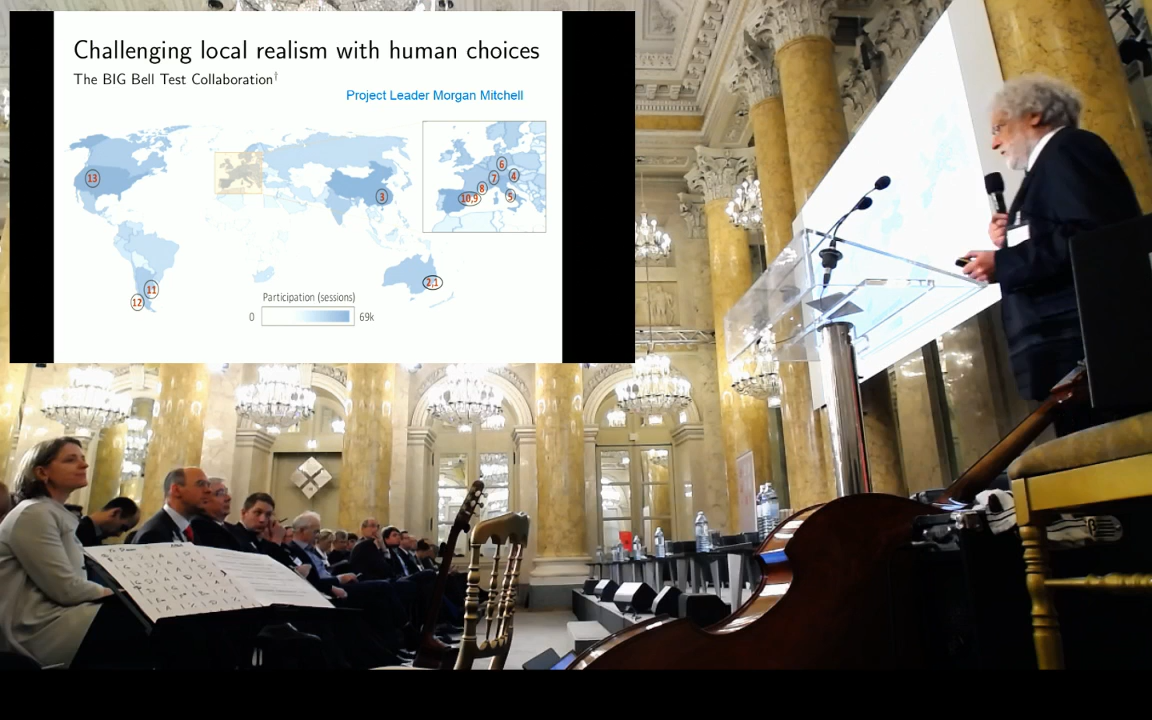 Challenging local realism with human choices
The BIG Bell Test Collaboration†
Project Leader Morgan Mitchell
13
3
6
7
4
8
10,9
5
2,1
11
12
Participation (sessions)
0
69k